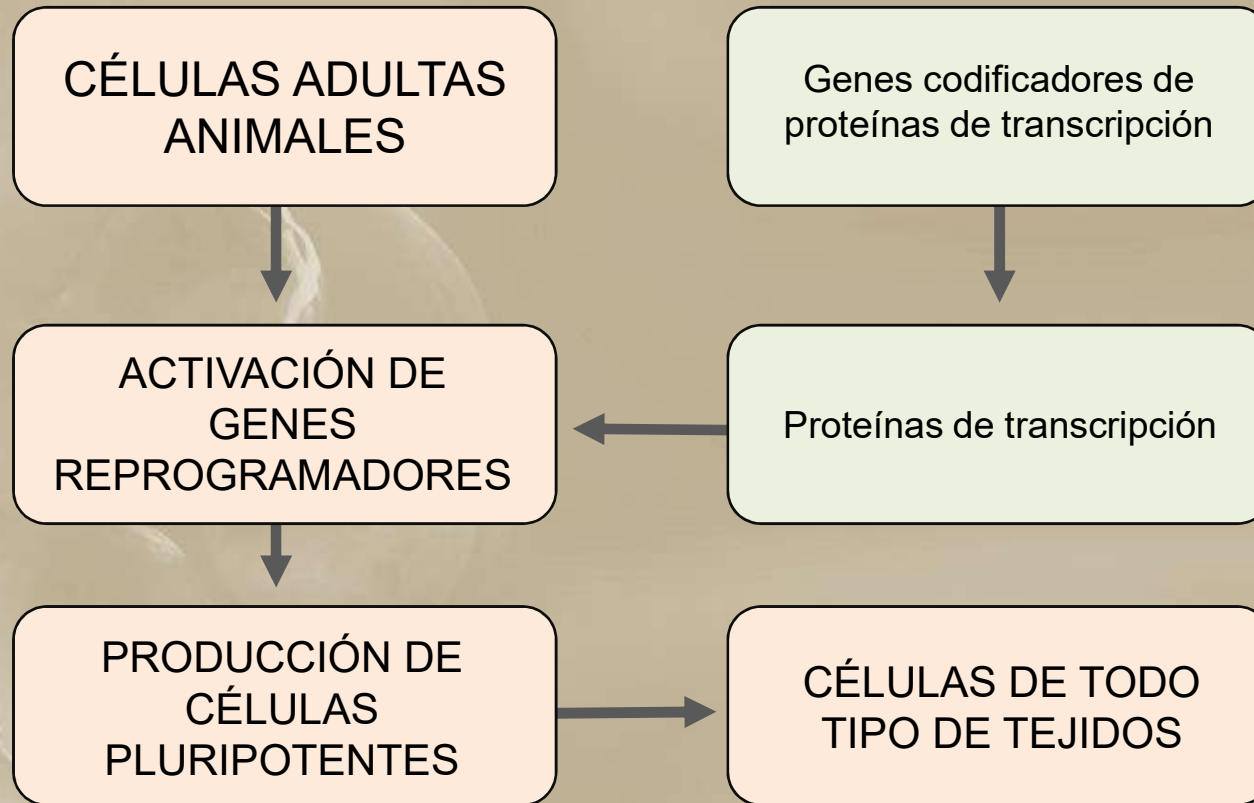 CÉLULAS ADULTAS
ANIMALES
Genes codificadores de
proteínas de transcripción
ACTIVACIÓN DE
GENES
REPROGRAMADORES
Proteínas de transcripción
PRODUCCIÓN DE
CÉLULAS
PLURIPOTENTES
CÉLULAS DE TODO
TIPO DE TEJIDOS